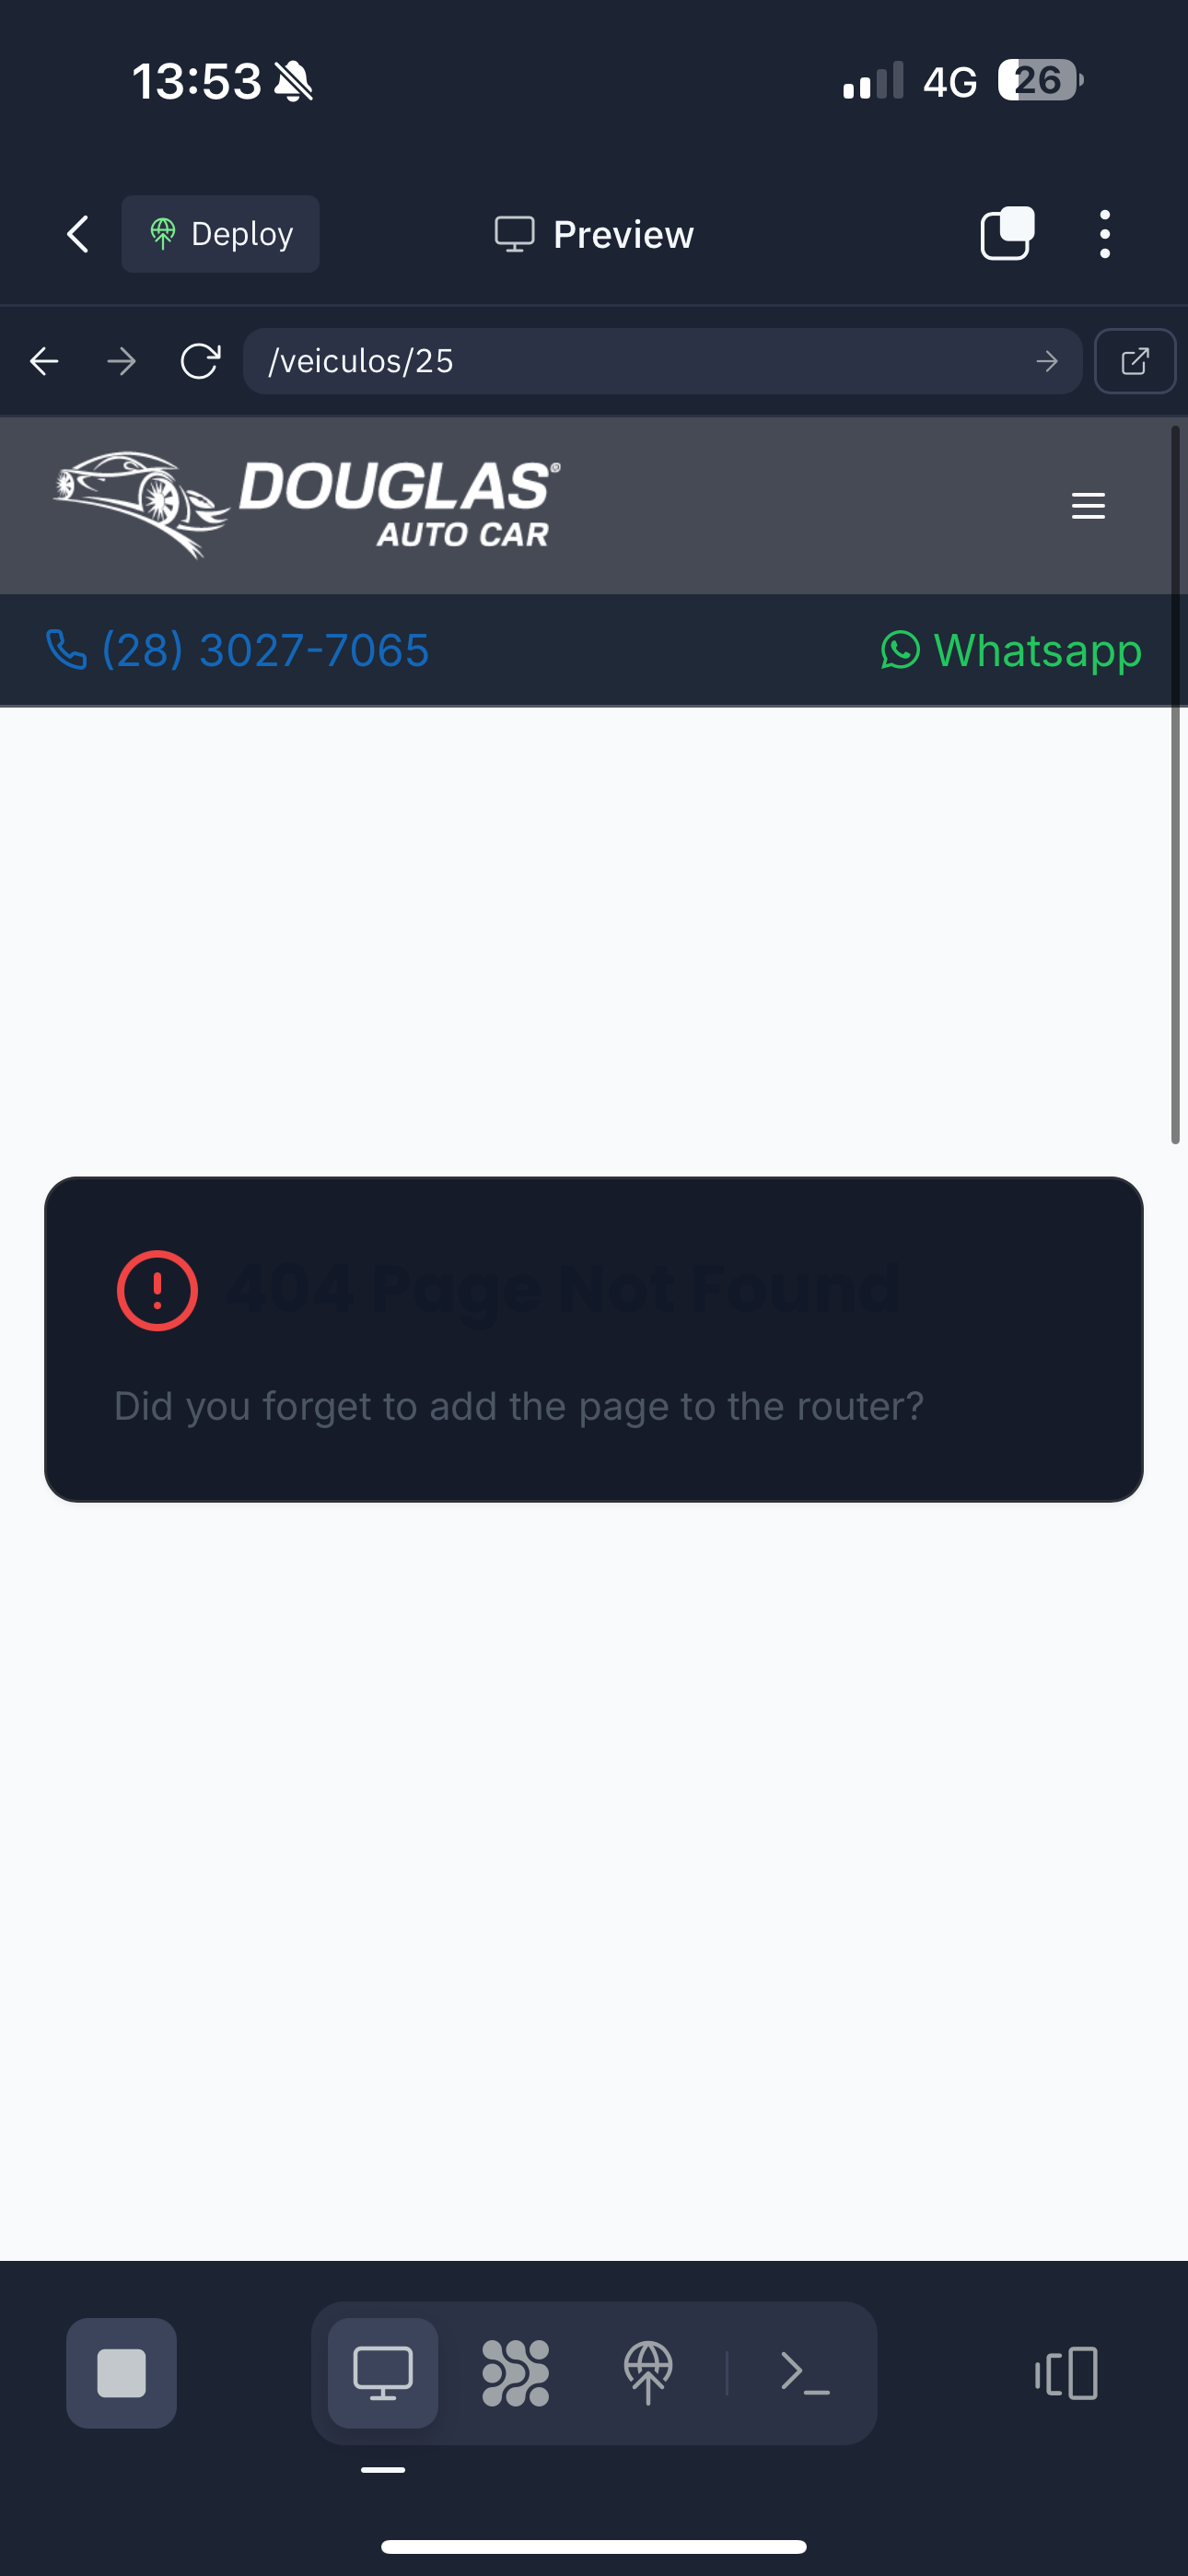 13:53
4G 26
Deploy
Preview
/veiculos/25
DOUGLAS®
AUTO CAR
(28) 3027-7065
Whatsapp
404 Page Not Found
Did you forget to add the page to the router?